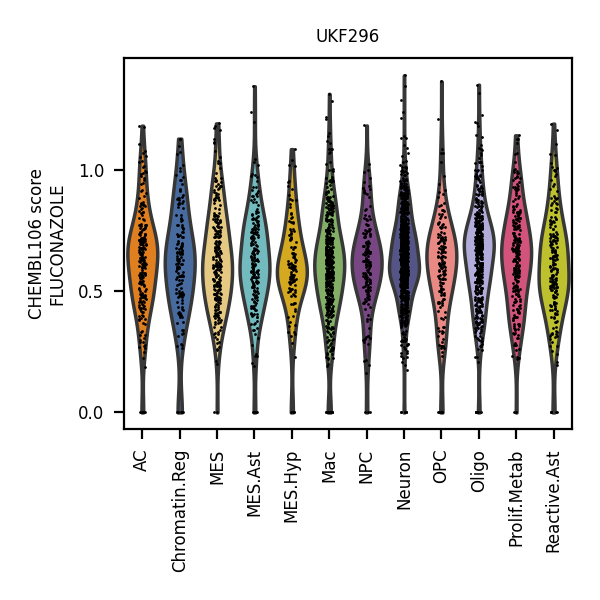 UKF296
CHEMBL106 score
FLUCONAZOLE
1.0
0.5
0.0
AC
Chromatin.Reg
MES
MES.Ast
MES.Hyp
Mac
NPC
Neuron
OPC
Oligo
Prolif.Metab
Reactive.Ast